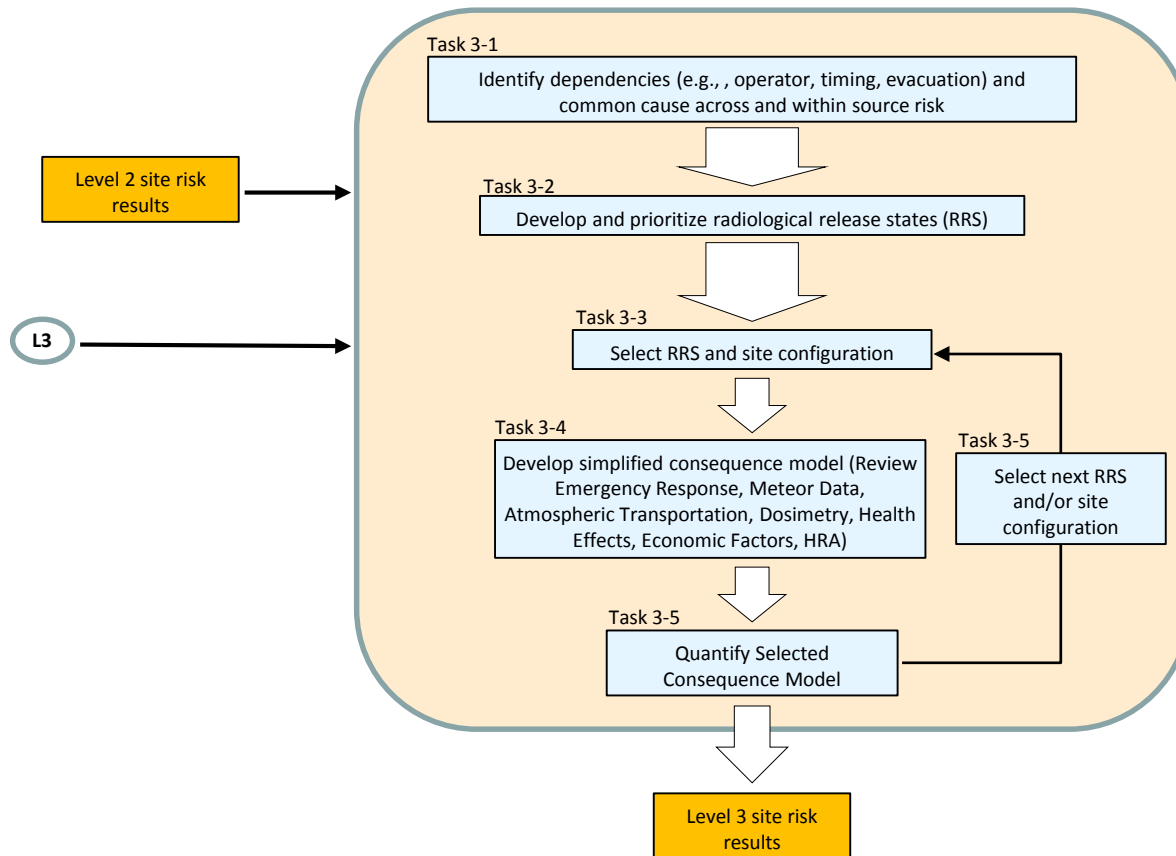 Task 3-1
Identify dependencies (e.g., , operator, timing, evacuation) and
common cause across and within source risk
Level 2 site risk
results
Task 3-2
Develop and prioritize radiological release states (RRS)
L3
Task 3-3
Select RRS and site configuration
Task 3-4
Develop simplified consequence model (Review
Emergency Response, Meteor Data,
Atmospheric Transportation, Dosimetry, Health
Effects, Economic Factors, HRA)
Task 3-5
Select next RRS
and/or site
configuration
Task 3-5
Quantify Selected
Consequence Model
Level 3 site risk
results